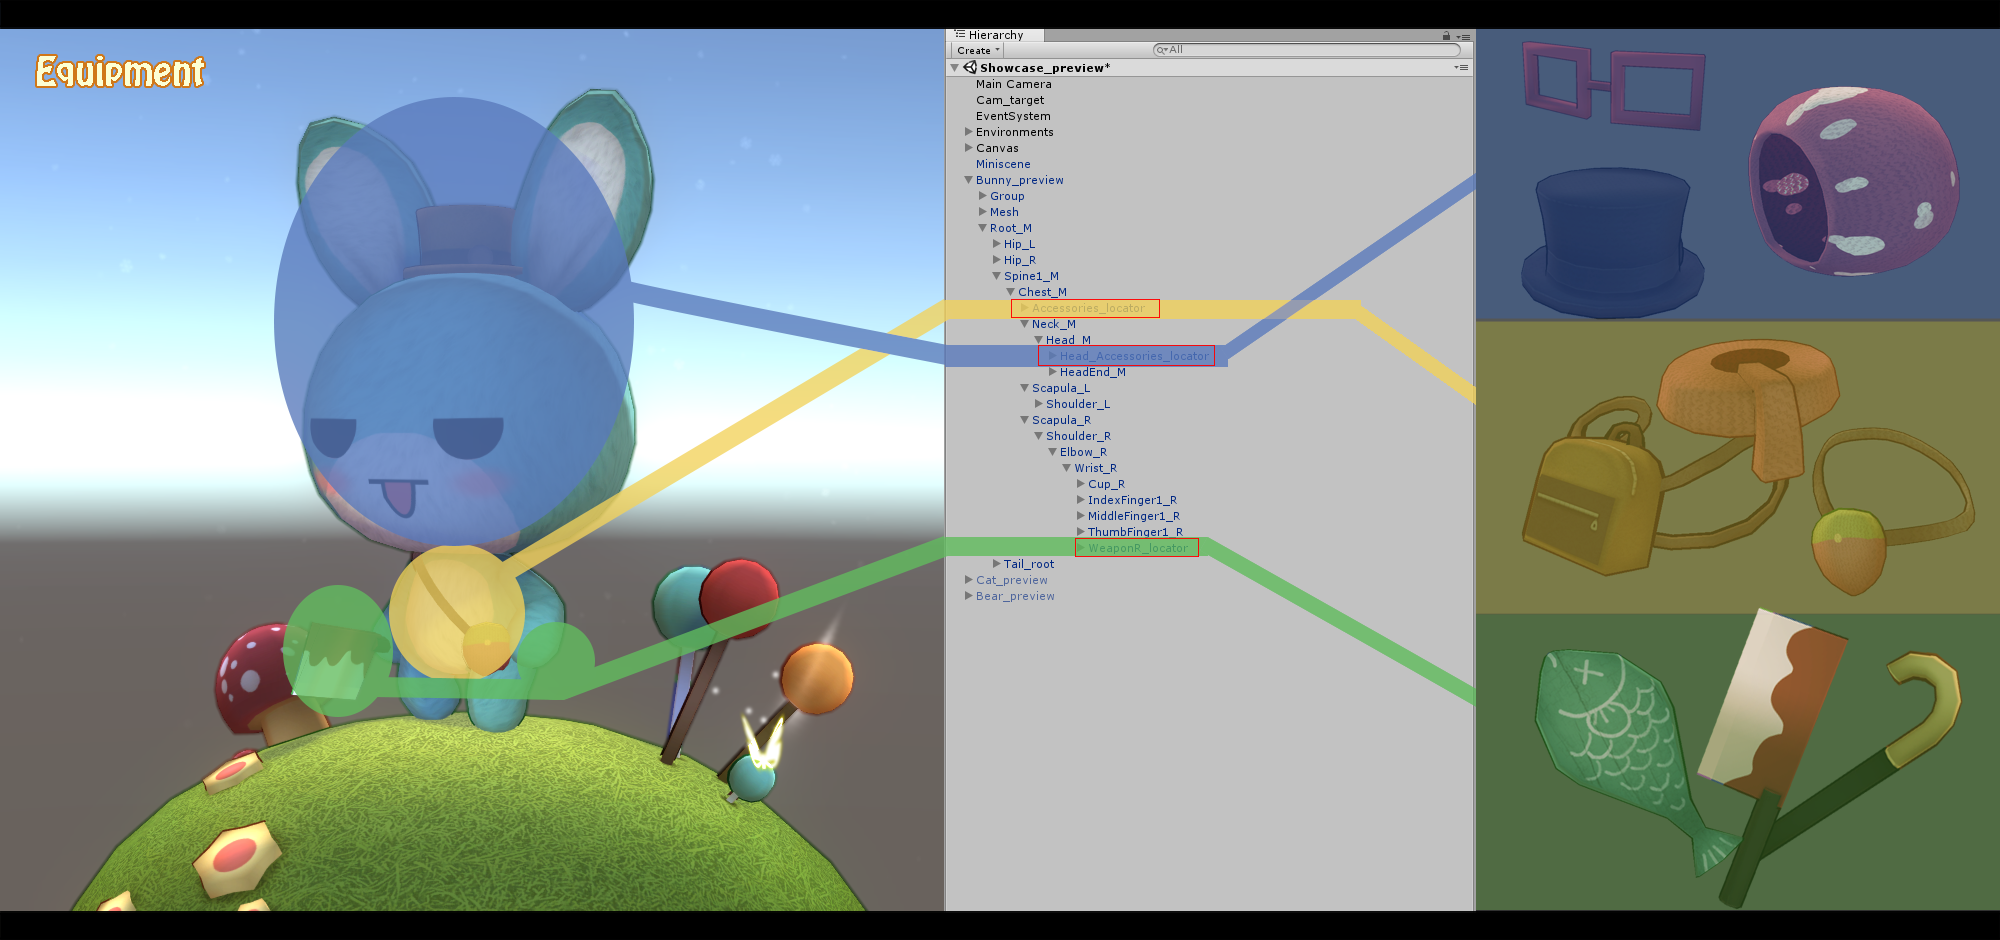 Equipment
Hierarchy
Create
All
Showcase_preview*
Main Camera
Cam_target
EventSystem
Environments
Canvas
Miniscene
Bunny_preview
Group
Mesh
Root_M
Hip_L
Hip_R
Spine1_M
Chest_M
Accessories_locator
Neck_M
Head_M
Head_Accessories_locator
HeadEnd_M
Scapula_L
Shoulder_L
Scapula_R
Shoulder_R
Elbow_R
Wrist_R
Cup_R
IndexFinger1_R
MiddleFinger1_R
ThumbFinger1_R
WeaponR_locator
Tail_root
Cat_preview
Bear_preview